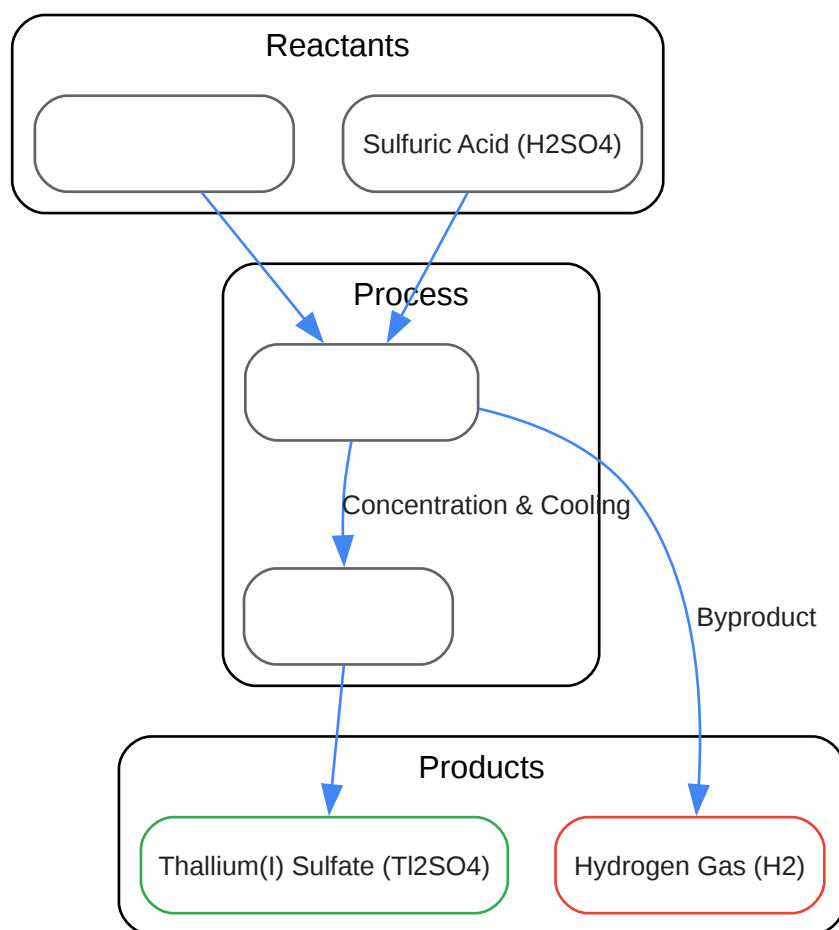 Reactants
Sulfuric Acid (H2SO4)
Process
Concentration & Cooling
Byproduct
Products
Thallium(I) Sulfate (Tl2SO4)
Hydrogen Gas (H2)